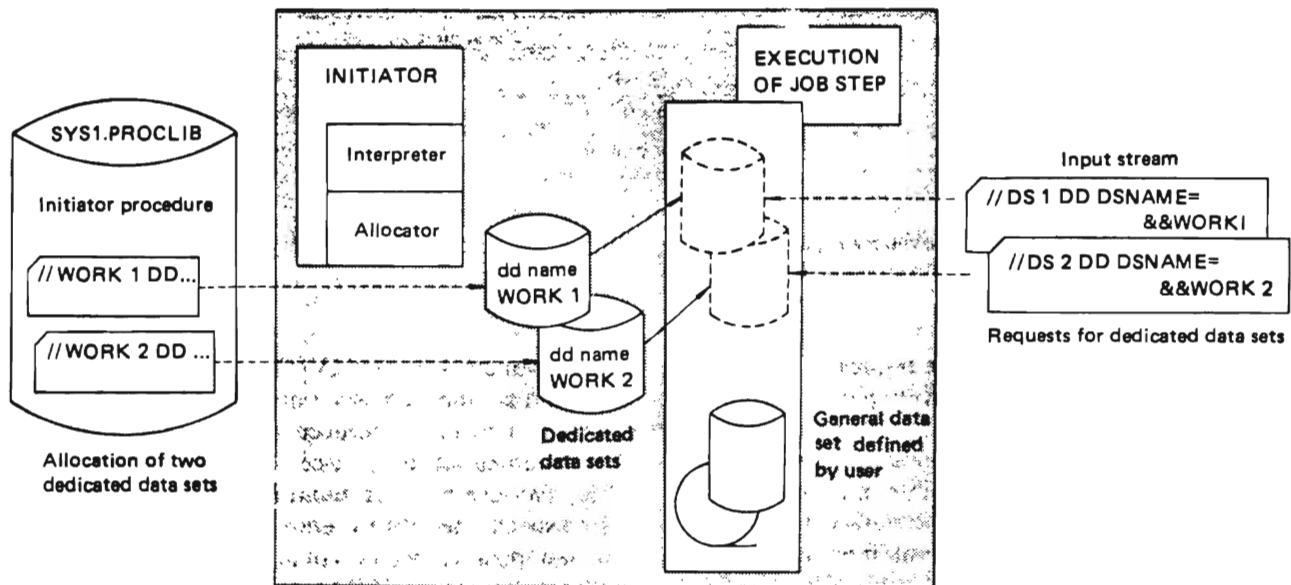 SYS1.PROCLIB
Initiator procedure
//WORK 1 DD...
//WORK 2 DD ...
Allocation of two
dedicated data sets
INITIATOR
Interpreter
Allocator
dd name
WORK 1
dd name
WORK 2
Dedicated
data sets
EXECUTION
OF JOB STEP
General data
set defined
by user
Input stream
//DS 1 DD DSNAME=
&&WORKI
//DS 2 DD DSNAME=
&&WORK 2
Requests for dedicated data sets